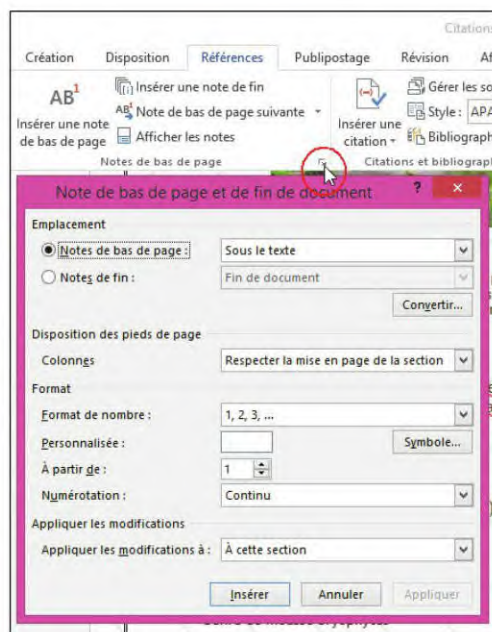 Citations
Création Disposition Références Publipostage Révision Af
AB¹ Insérer une note de fin Gérer les so
AB Note de bas de page suivante Style : APA
Insérer une note de bas de page Afficher les notes Insérer une citation Bibliograph
Notes de bas de page Citations et bibliograph
Note de bas de page et de fin de document ? ×
Emplacement
Notes de bas de page : Sous le texte
Notes de fin : Fin de document
Convertir...
Disposition des pieds de page
Colonnes Respecter la mise en page de la section
Format
Format de nombre : 1, 2, 3, ...
Personnalisée : Symbole...
À partir de : 1
Numérotation : Continu
Appliquer les modifications
Appliquer les modifications à : À cette section
Insérer Annuler Appliquer